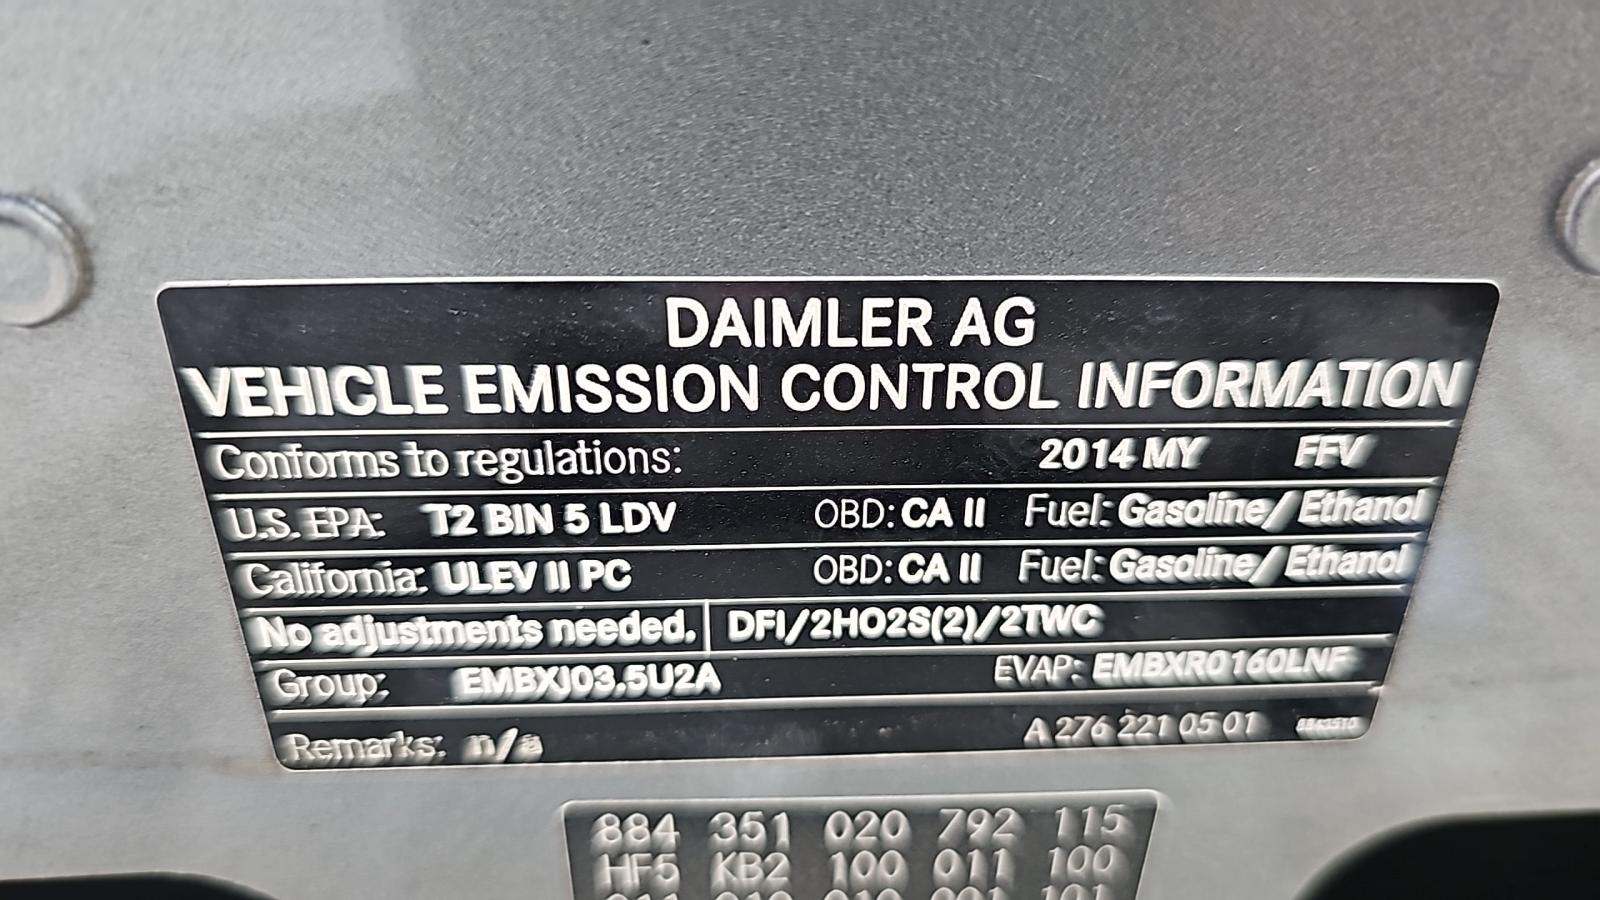 DAIMLER AG
VEHICLE EMISSION CONTROL INFORMATION
Conforms to regulations: 2014 MY FFV
U.S. EPA: T2 BIN 5 LDV OBD: CA II Fuel: Gasoline/ Ethanol
California: ULEV II PC OBD: CA II Fuel: Gasoline/ Ethanol
No adjustments needed. DFI/2HO2S(2)/2TWC
Group: EMBXJ03.5U2A EVAP: EMBXR0160LNF
Remarks: n/a A 276 221 05 01
884 351 020 792 115
HF5 KB2 100 011 100